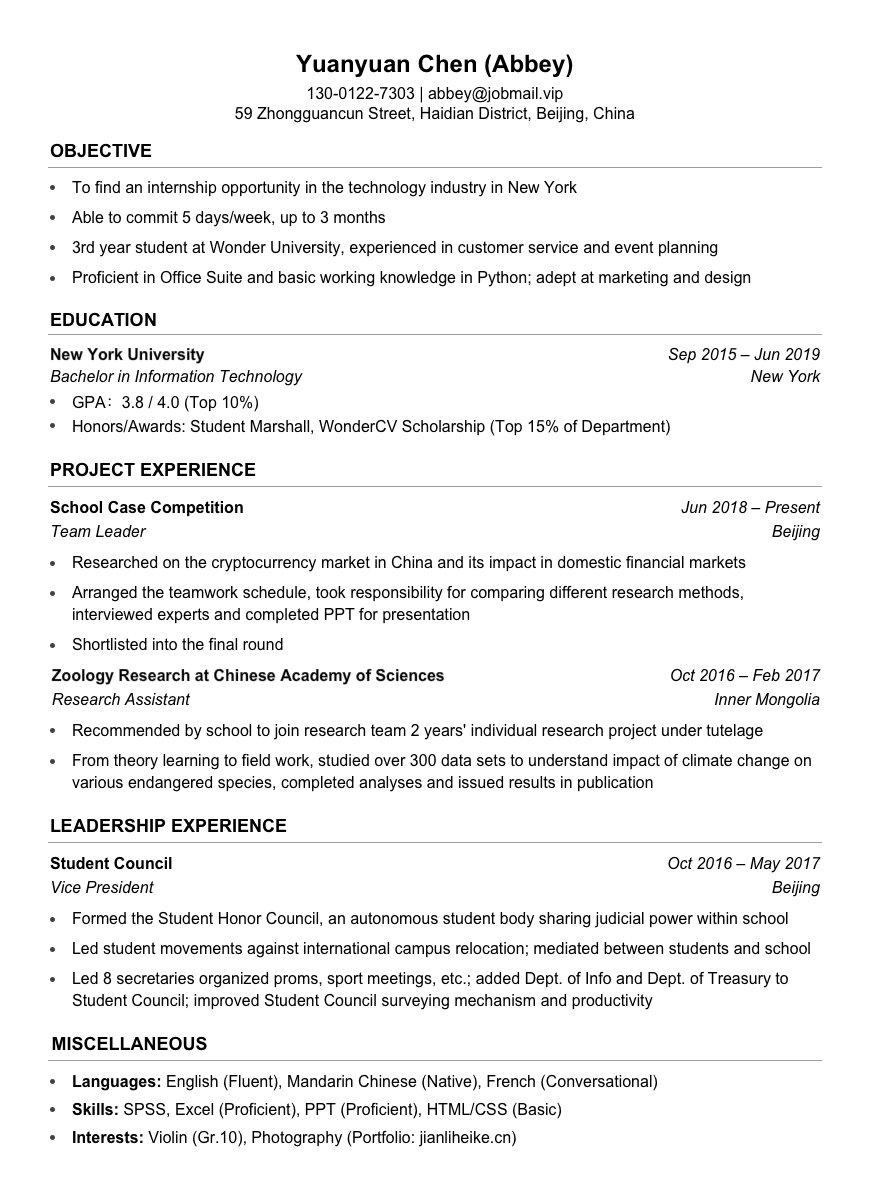 Yuanyuan Chen (Abbey)
130-0122-7303 | abbey@jobmail.vip
59 Zhongguancun Street, Haidian District, Beijing, China
OBJECTIVE
• To find an internship opportunity in the technology industry in New York
• Able to commit 5 days/week, up to 3 months
• 3rd year student at Wonder University, experienced in customer service and event planning
• Proficient in Office Suite and basic working knowledge in Python; adept at marketing and design
EDUCATION
New York University Sep 2015 – Jun 2019
Bachelor in Information Technology New York
• GPA：3.8 / 4.0 (Top 10%)
• Honors/Awards: Student Marshall, WonderCV Scholarship (Top 15% of Department)
PROJECT EXPERIENCE
School Case Competition Jun 2018 – Present
Team Leader Beijing
• Researched on the cryptocurrency market in China and its impact in domestic financial markets
• Arranged the teamwork schedule, took responsibility for comparing different research methods,
interviewed experts and completed PPT for presentation
• Shortlisted into the final round
Zoology Research at Chinese Academy of Sciences Oct 2016 – Feb 2017
Research Assistant Inner Mongolia
• Recommended by school to join research team 2 years' individual research project under tutelage
• From theory learning to field work, studied over 300 data sets to understand impact of climate change on
various endangered species, completed analyses and issued results in publication
LEADERSHIP EXPERIENCE
Student Council Oct 2016 – May 2017
Vice President Beijing
• Formed the Student Honor Council, an autonomous student body sharing judicial power within school
• Led student movements against international campus relocation; mediated between students and school
• Led 8 secretaries organized proms, sport meetings, etc.; added Dept. of Info and Dept. of Treasury to
Student Council; improved Student Council surveying mechanism and productivity
MISCELLANEOUS
• Languages: English (Fluent), Mandarin Chinese (Native), French (Conversational)
• Skills: SPSS, Excel (Proficient), PPT (Proficient), HTML/CSS (Basic)
• Interests: Violin (Gr.10), Photography (Portfolio: jianliheike.cn)